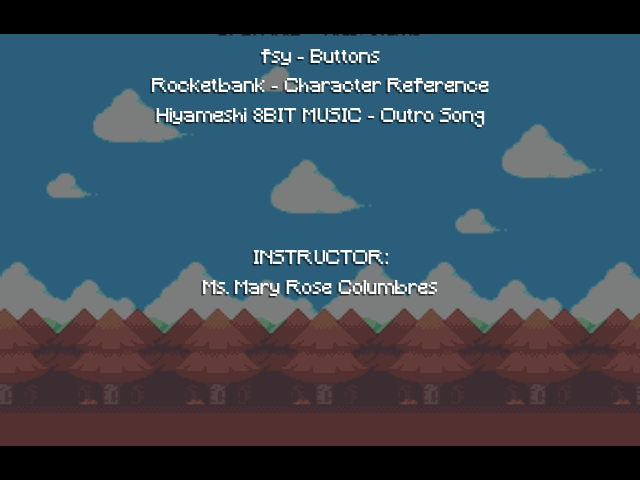 fsy - Buttons
Rocketbank - Character Reference
Hiyameshi 8BIT MUSIC - Outro Song
INSTRUCTOR:
Ms. Mary Rose Columbres